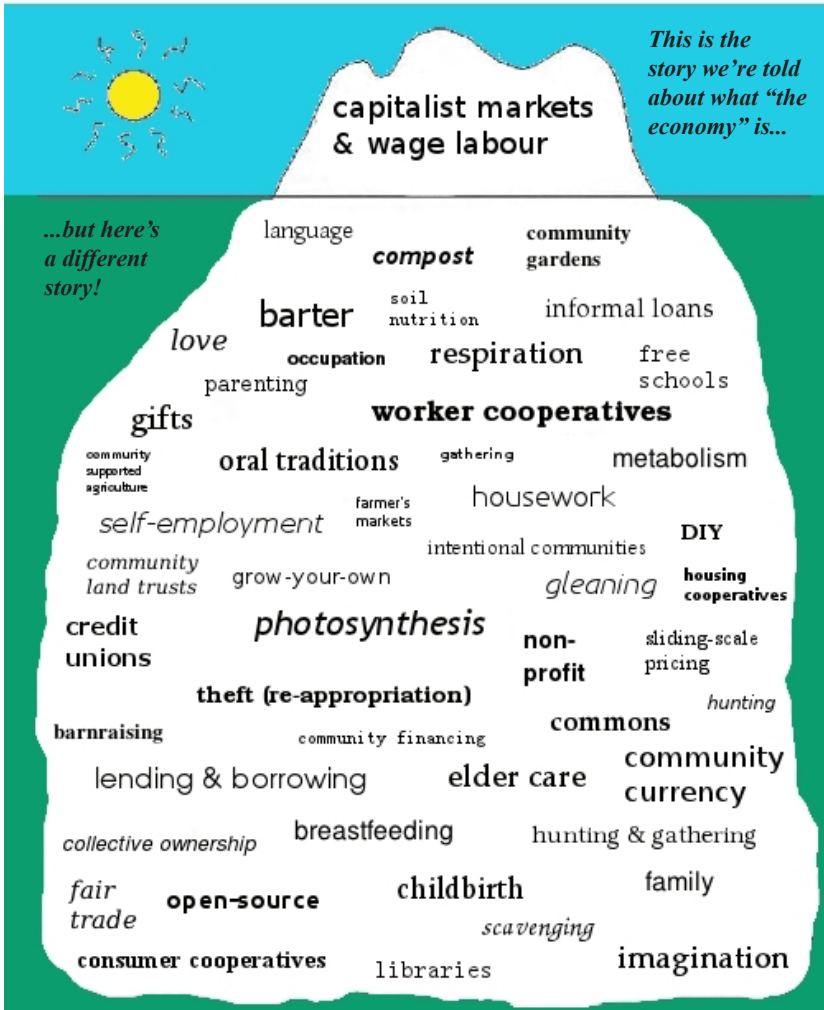 This is the
story we're told
about what “the
economy” is...
capitalist markets
& wage labour
...but here's
a different
story!
language
compost
community
gardens
barter
soil
nutrition
informal loans
love
occupation
respiration
free
schools
parenting
gifts
worker cooperatives
community
supported
agriculture
oral traditions
gathering
metabolism
self-employment
farmer's
markets
housework
DIY
intentional communities
community
land trusts
grow-your-own
gleaning
housing
cooperatives
credit
unions
photosynthesis
non-
profit
sliding-scale
pricing
theft (re-appropriation)
hunting
barnraising
community financing
commons
lending & borrowing
elder care
community
currency
collective ownership
breastfeeding
hunting & gathering
fair
trade
open-source
childbirth
family
scavenging
consumer cooperatives
libraries
imagination